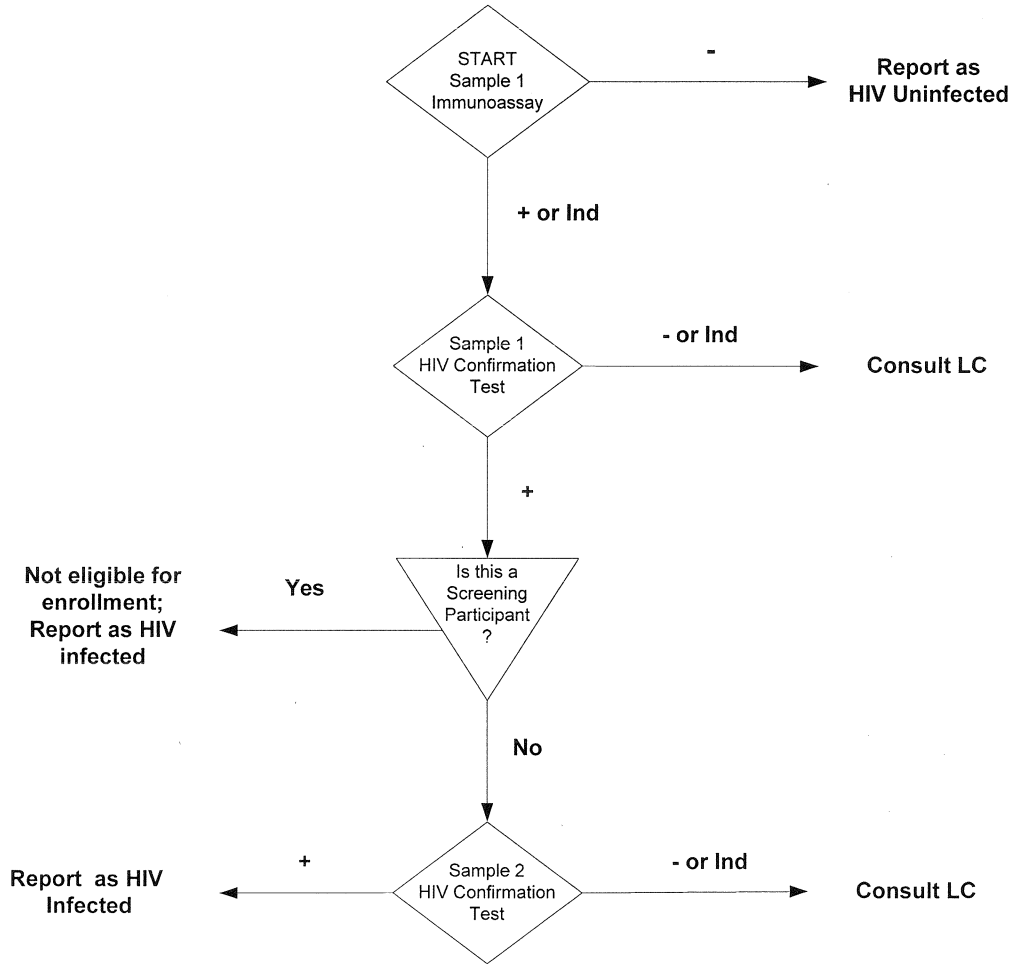 START
Sample 1
Immunoassay
-
Report as
HIV Uninfected
+ or Ind
Sample 1
HIV Confirmation
Test
- or Ind
Consult LC
+
Is this a
Screening
Participant
?
Yes
Not eligible for
enrollment;
Report as HIV
infected
No
Sample 2
HIV Confirmation
Test
+
Report as HIV
Infected
- or Ind
Consult LC